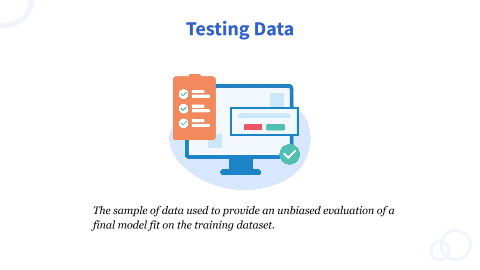 Testing Data
The sample of data used to provide an unbiased evaluation of a
final model fit on the training dataset.